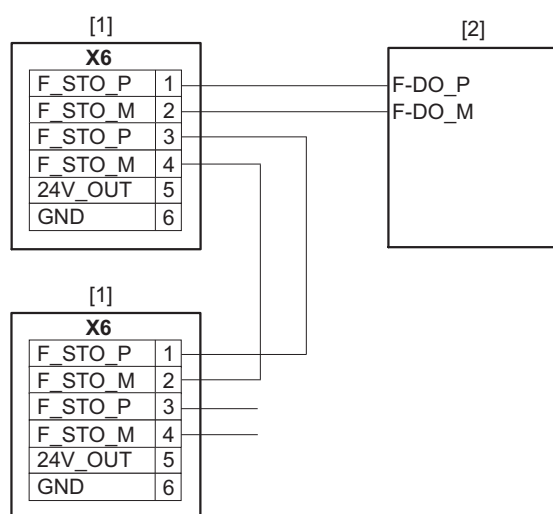 [1]
X6
F_STO_P 1
F_STO_M 2
F_STO_P 3
F_STO_M 4
24V_OUT 5
GND 6
[2]
F-DO_P
F-DO_M
[1]
X6
F_STO_P 1
F_STO_M 2
F_STO_P 3
F_STO_M 4
24V_OUT 5
GND 6